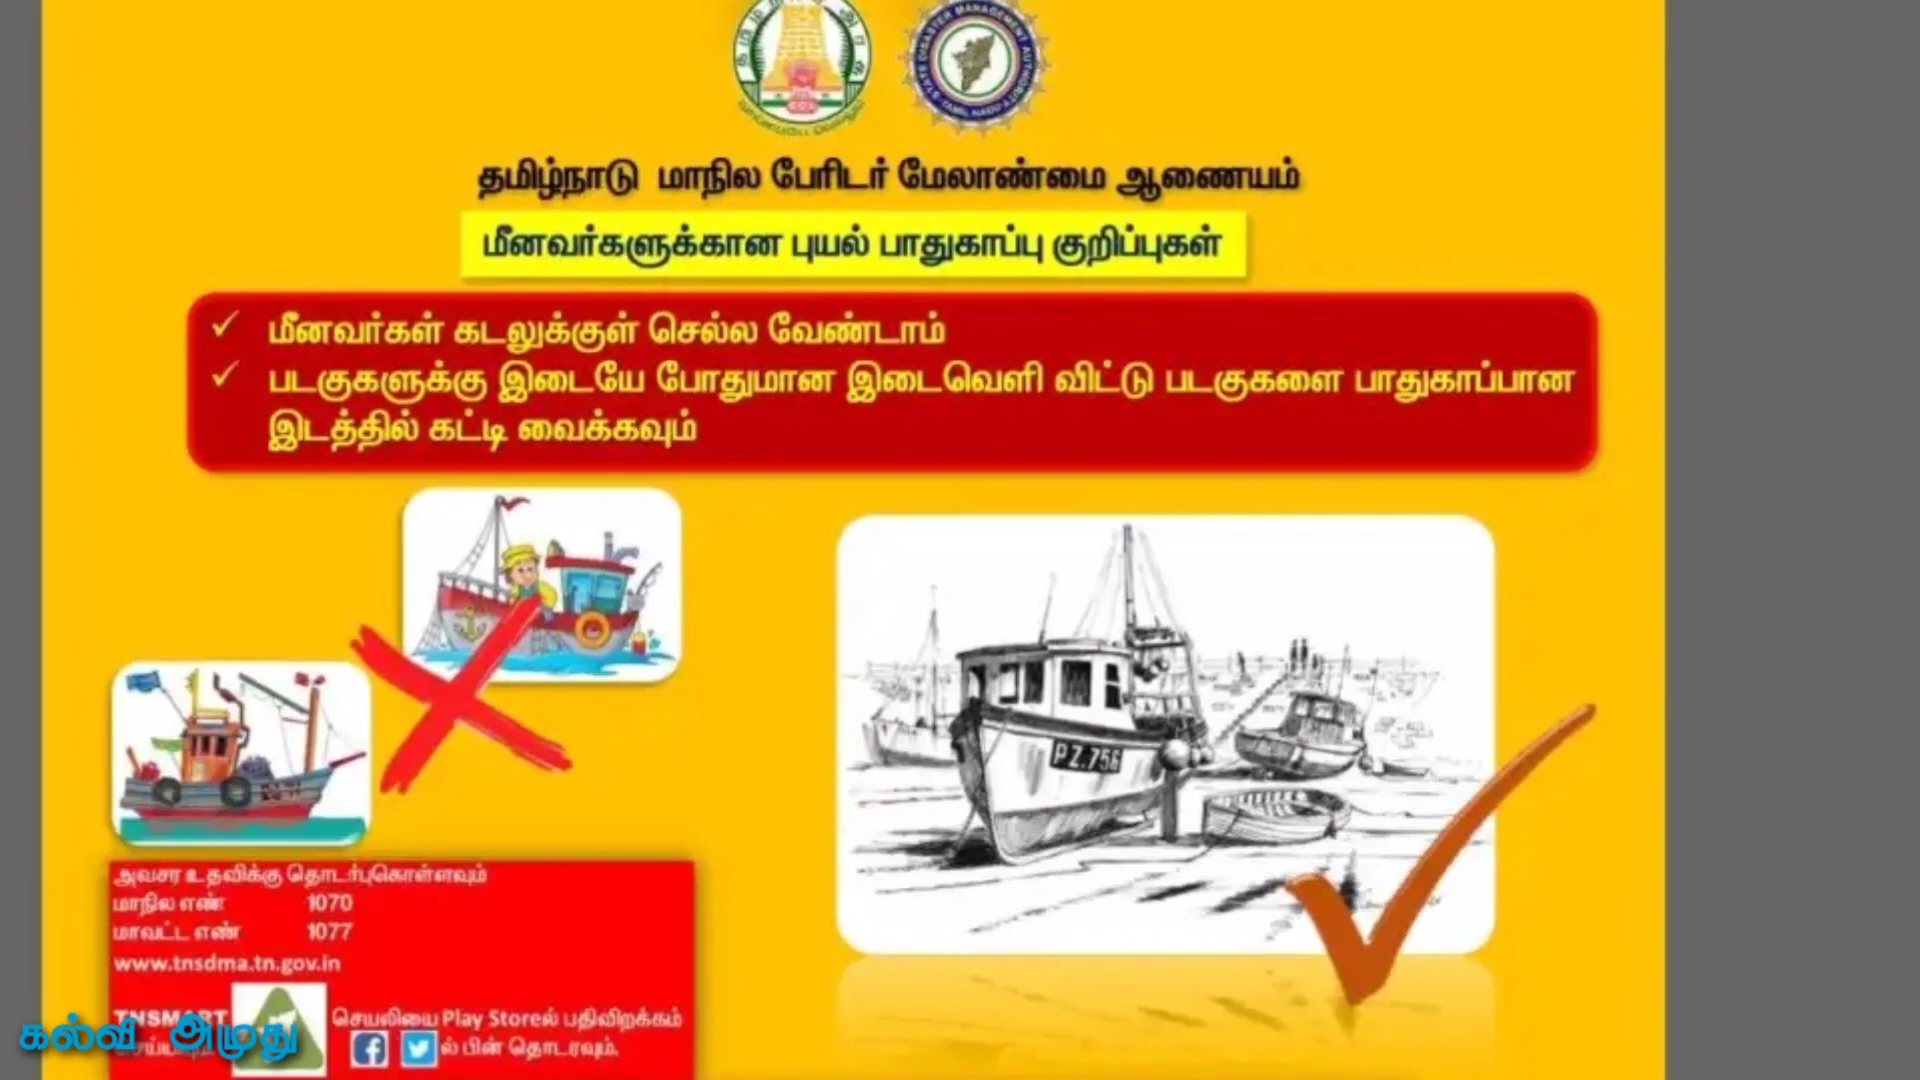 தமிழ்நாடு மாநில பேரிடர் மேலாண்மை ஆணையம்
மீனவர்களுக்கான புயல் பாதுகாப்பு குறிப்புகள்
✓ மீனவர்கள் கடலுக்குள் செல்ல வேண்டாம்
✓ படகுகளுக்கு இடையே போதுமான இடைவெளி விட்டு படகுகளை பாதுகாப்பான
இடத்தில் கட்டி வைக்கவும்
PZ.756
அவசர உதவிக்கு தொடர்புகொள்ளவும்
மாநில எண் 1070
மாவட்ட எண் 1077
www.tnsdma.tn.gov.in
TNSMART செயலியை Play Storeல் பதிவிறக்கம்
ல் பின் தொடரவும்.
கல்வி அமுது